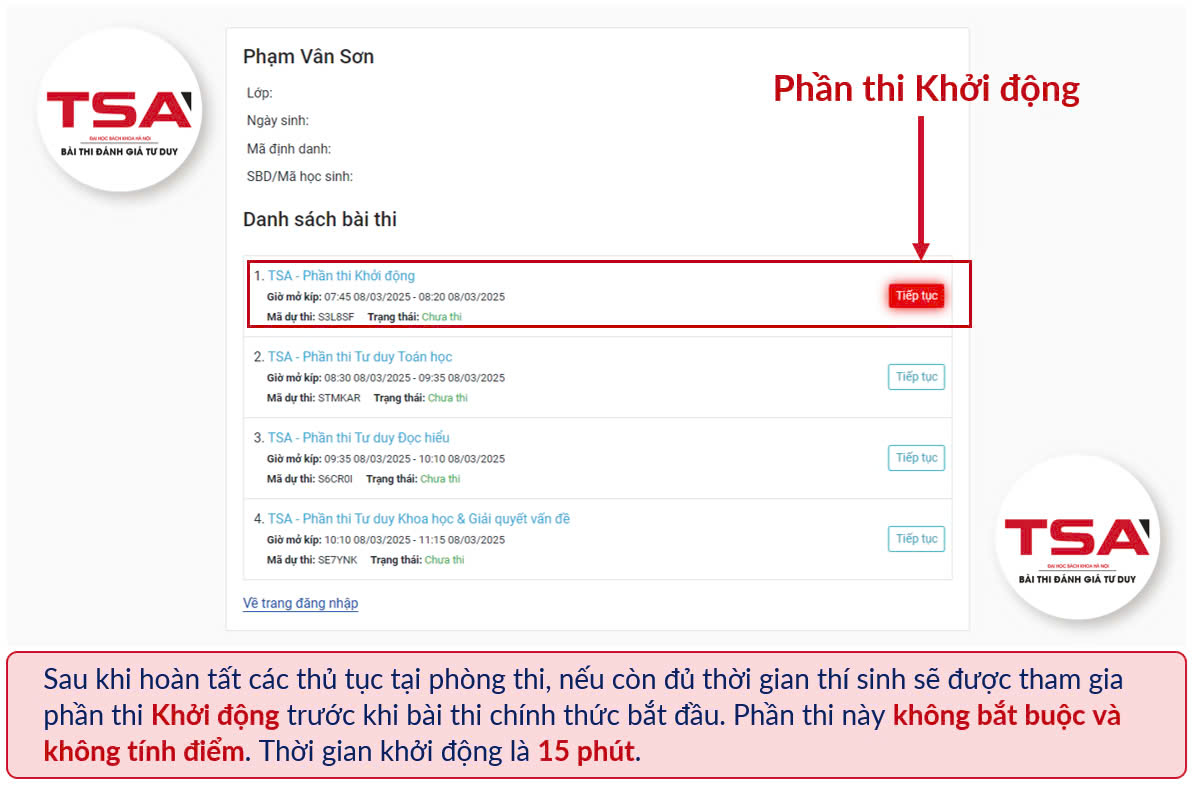 TSA
ĐẠI HỌC BÁCH KHOA HÀ NỘI
BÀI THI ĐÁNH GIÁ TƯ DUY
Phạm Vân Sơn
Lớp:
Ngày sinh:
Mã định danh:
SBD/Mã học sinh:
Phần thi Khởi động
Danh sách bài thi
1. TSA - Phần thi Khởi động
Giờ mở kíp: 07:45 08/03/2025 - 08:20 08/03/2025
Mã dự thi: S3L8SF Trạng thái: Chưa thi
Tiếp tục
2. TSA - Phần thi Tư duy Toán học
Giờ mở kíp: 08:30 08/03/2025 - 09:35 08/03/2025
Mã dự thi: STMKAR Trạng thái: Chưa thi
Tiếp tục
3. TSA - Phần thi Tư duy Đọc hiểu
Giờ mở kíp: 09:35 08/03/2025 - 10:10 08/03/2025
Mã dự thi: S6CR0I Trạng thái: Chưa thi
Tiếp tục
4. TSA - Phần thi Tư duy Khoa học & Giải quyết vấn đề
Giờ mở kíp: 10:10 08/03/2025 - 11:15 08/03/2025
Mã dự thi: SE7YNK Trạng thái: Chưa thi
Tiếp tục
Về trang đăng nhập
TSA
ĐẠI HỌC BÁCH KHOA HÀ NỘI
BÀI THI ĐÁNH GIÁ TƯ DUY
Sau khi hoàn tất các thủ tục tại phòng thi, nếu còn đủ thời gian thí sinh sẽ được tham gia
phần thi Khởi động trước khi bài thi chính thức bắt đầu. Phần thi này không bắt buộc và
không tính điểm. Thời gian khởi động là 15 phút.